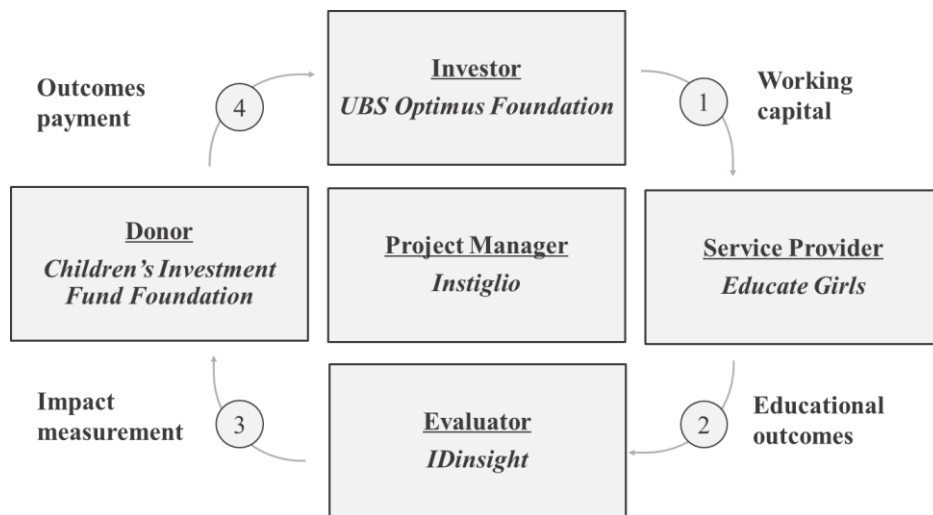 Investor
UBS Optimus Foundation
1
Working
capital
Outcomes
payment
4
Donor
Children's Investment
Fund Foundation
Project Manager
Instiglio
Service Provider
Educate Girls
Impact
measurement
3
Evaluator
IDinsight
2
Educational
outcomes